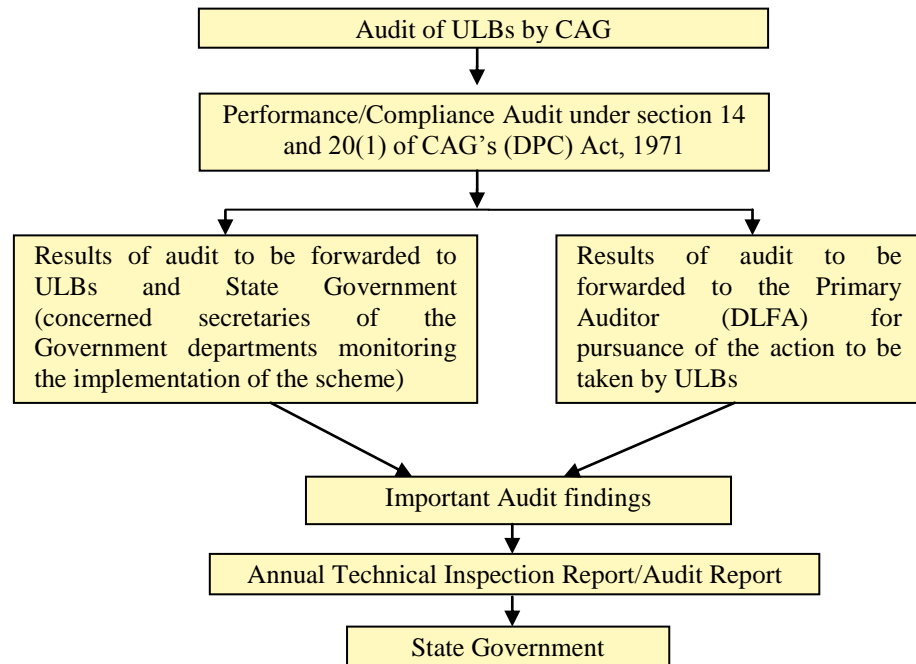 Audit of ULBs by CAG
Performance/Compliance Audit under section 14
and 20(1) of CAG's (DPC) Act, 1971
Results of audit to be forwarded to
ULBs and State Government
(concerned secretaries of the
Government departments monitoring
the implementation of the scheme)
Results of audit to be
forwarded to the Primary
Auditor (DLFA) for
pursuance of the action to be
taken by ULBs
Important Audit findings
Annual Technical Inspection Report/Audit Report
State Government